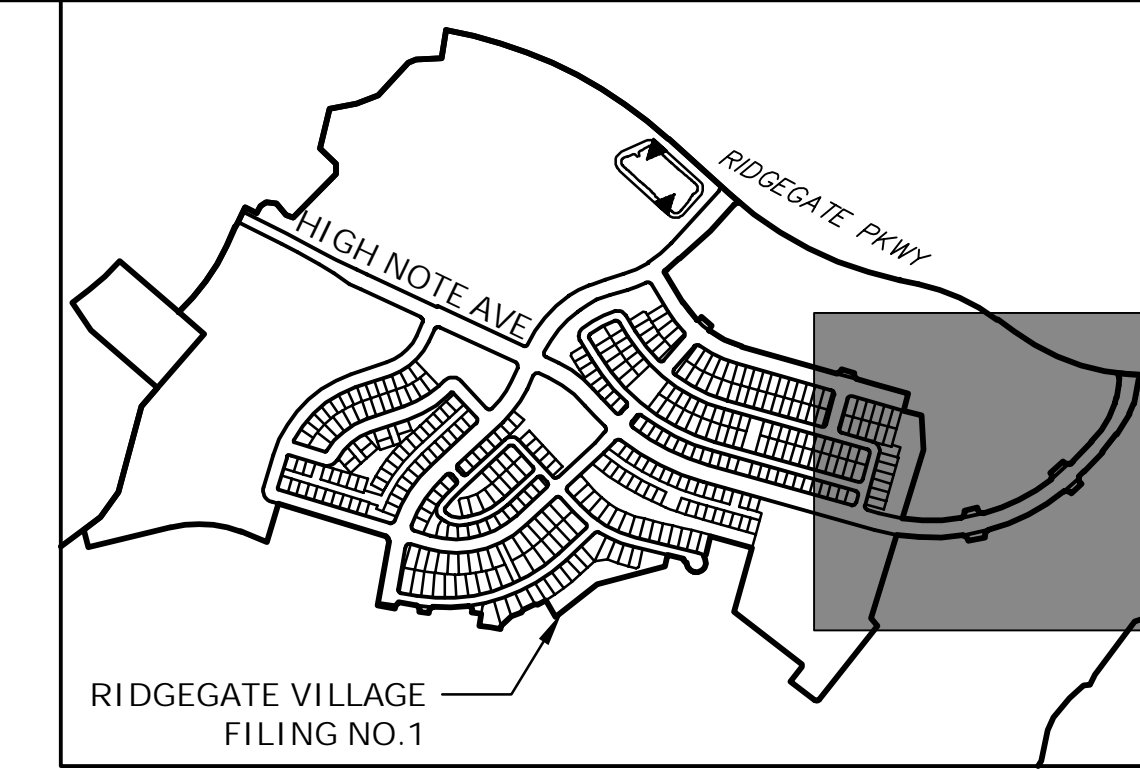 RIDGEGATE PKWY
HIGH NOTE AVE
RIDGEGATE VILLAGE
FILING NO.1